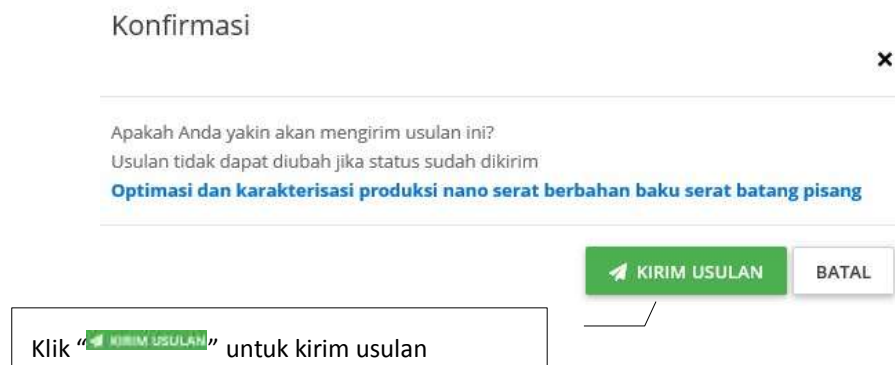 Konfirmasi
×
Apakah Anda yakin akan mengirim usulan ini?
Usulan tidak dapat diubah jika status sudah dikirim
Optimasi dan karakterisasi produksi nano serat berbahan baku serat batang pisang
KIRIM USULAN BATAL
Klik “KIRIM USULAN” untuk kirim usulan